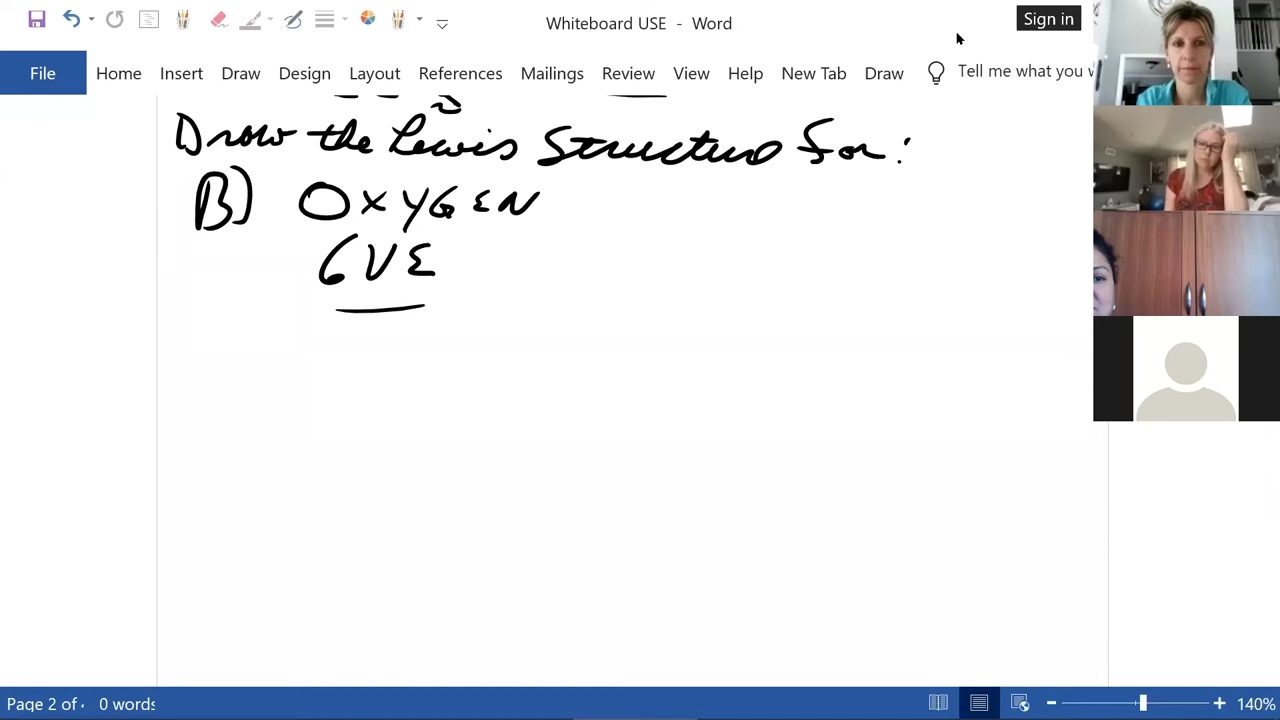 Whiteboard USE - Word
Sign in
File Home Insert Draw Design Layout References Mailings Review View Help New Tab Draw Tell me what you
Draw the Lewis Structure for:
B) OXYGEN
6VE
Page 2 of 0 words
140%